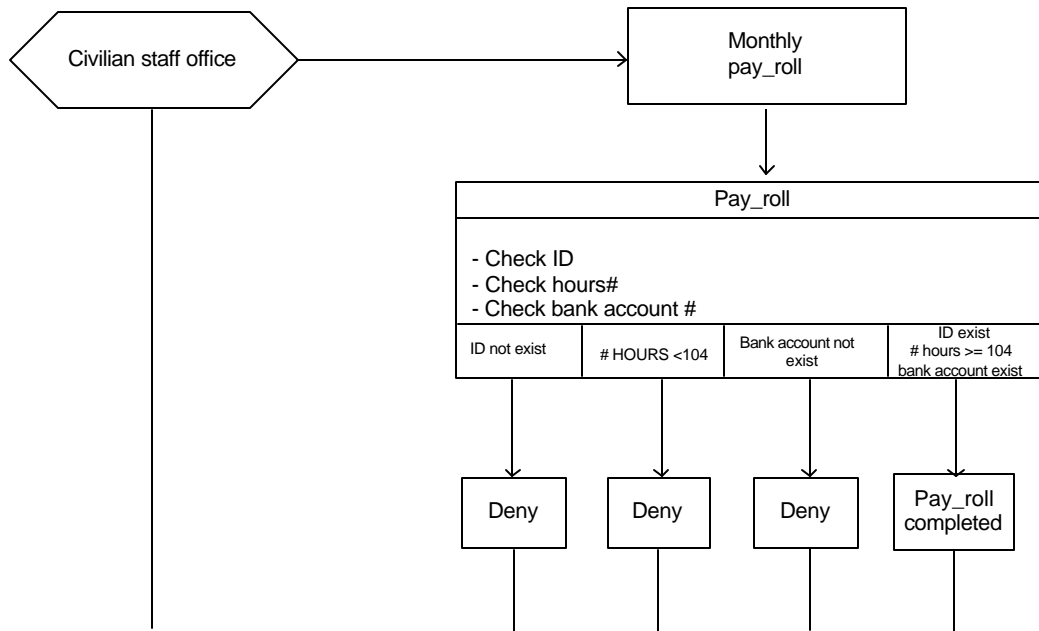 Civilian staff office
Monthly
pay_roll
Pay_roll
- Check ID
- Check hours#
- Check bank account #
ID not exist
# HOURS <104
Bank account not
exist
ID exist
# hours >= 104
bank account exist
Deny
Deny
Deny
Pay_roll
completed